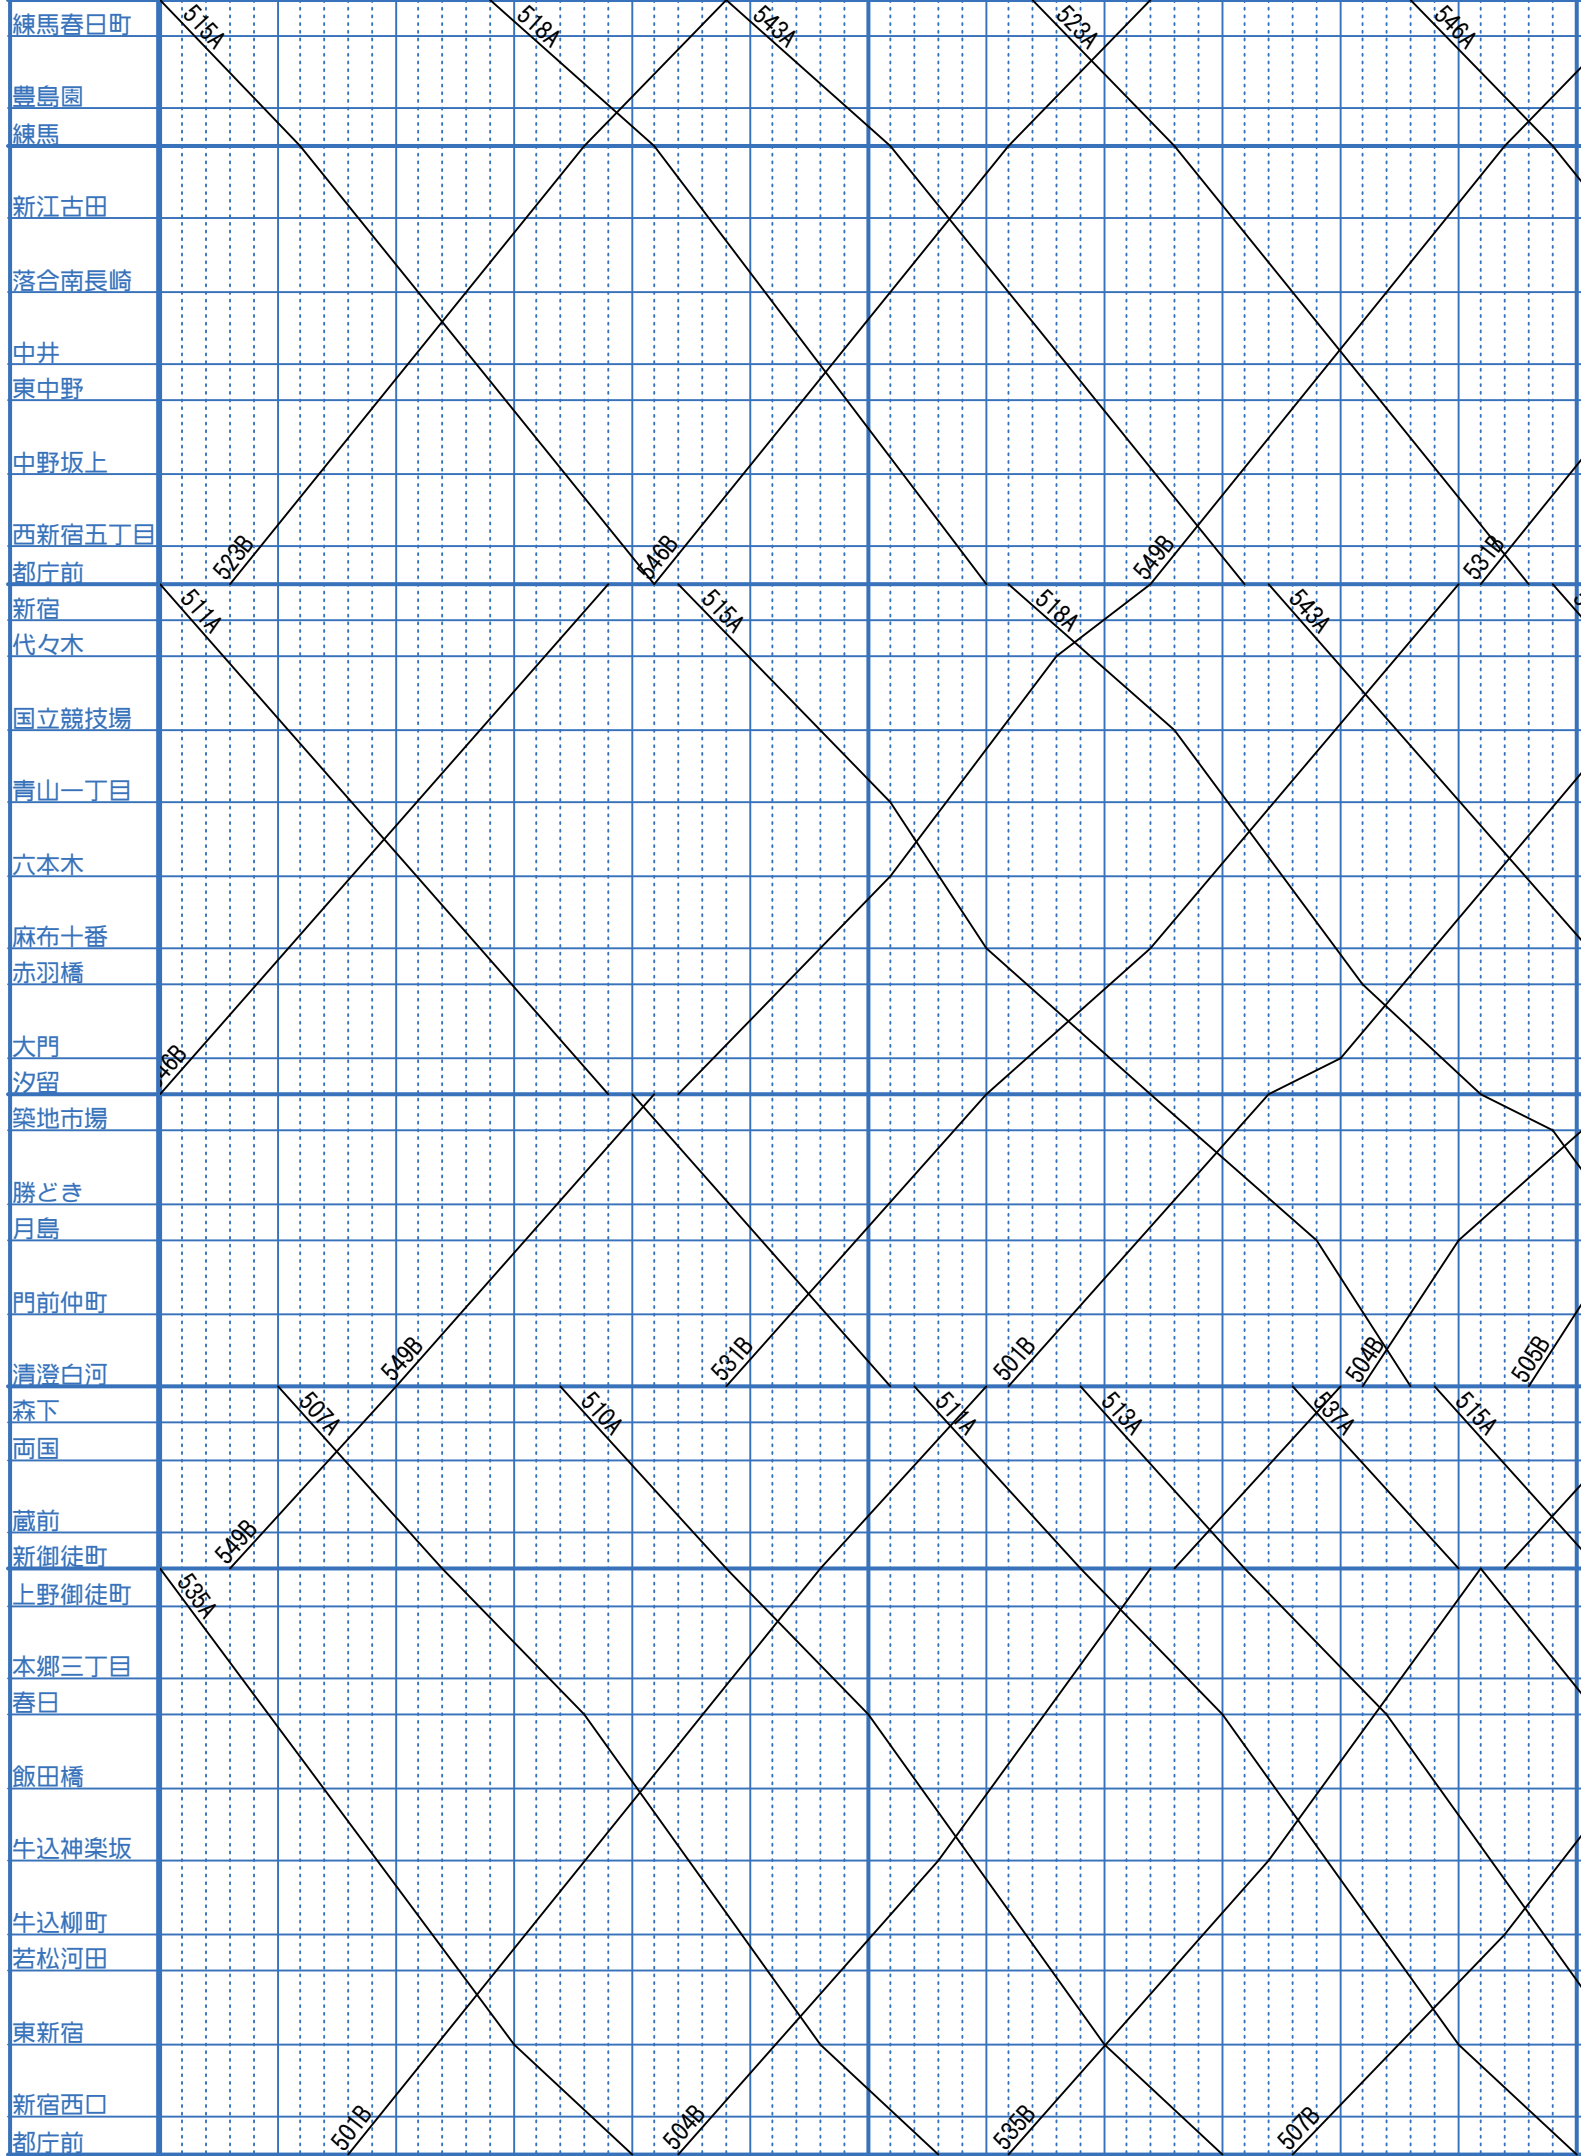 練馬春日町
515A
518A
543A
523A
546A
豊島園
練馬
新江古田
落合南長崎
中井
東中野
中野坂上
西新宿五丁目
523B
546B
549B
531B
都庁前
新宿
511A
515A
518A
543A
代々木
国立競技場
青山一丁目
六本木
麻布十番
赤羽橋
大門
46B
汐留
築地市場
勝どき
月島
門前仲町
清澄白河
549B
531B
501B
504B
505B
森下
507A
510A
511A
513A
537A
515A
両国
蔵前
549B
新御徒町
上野御徒町
535A
本郷三丁目
春日
飯田橋
牛込神楽坂
牛込柳町
若松河田
東新宿
新宿西口
501B
504B
535B
507B
都庁前